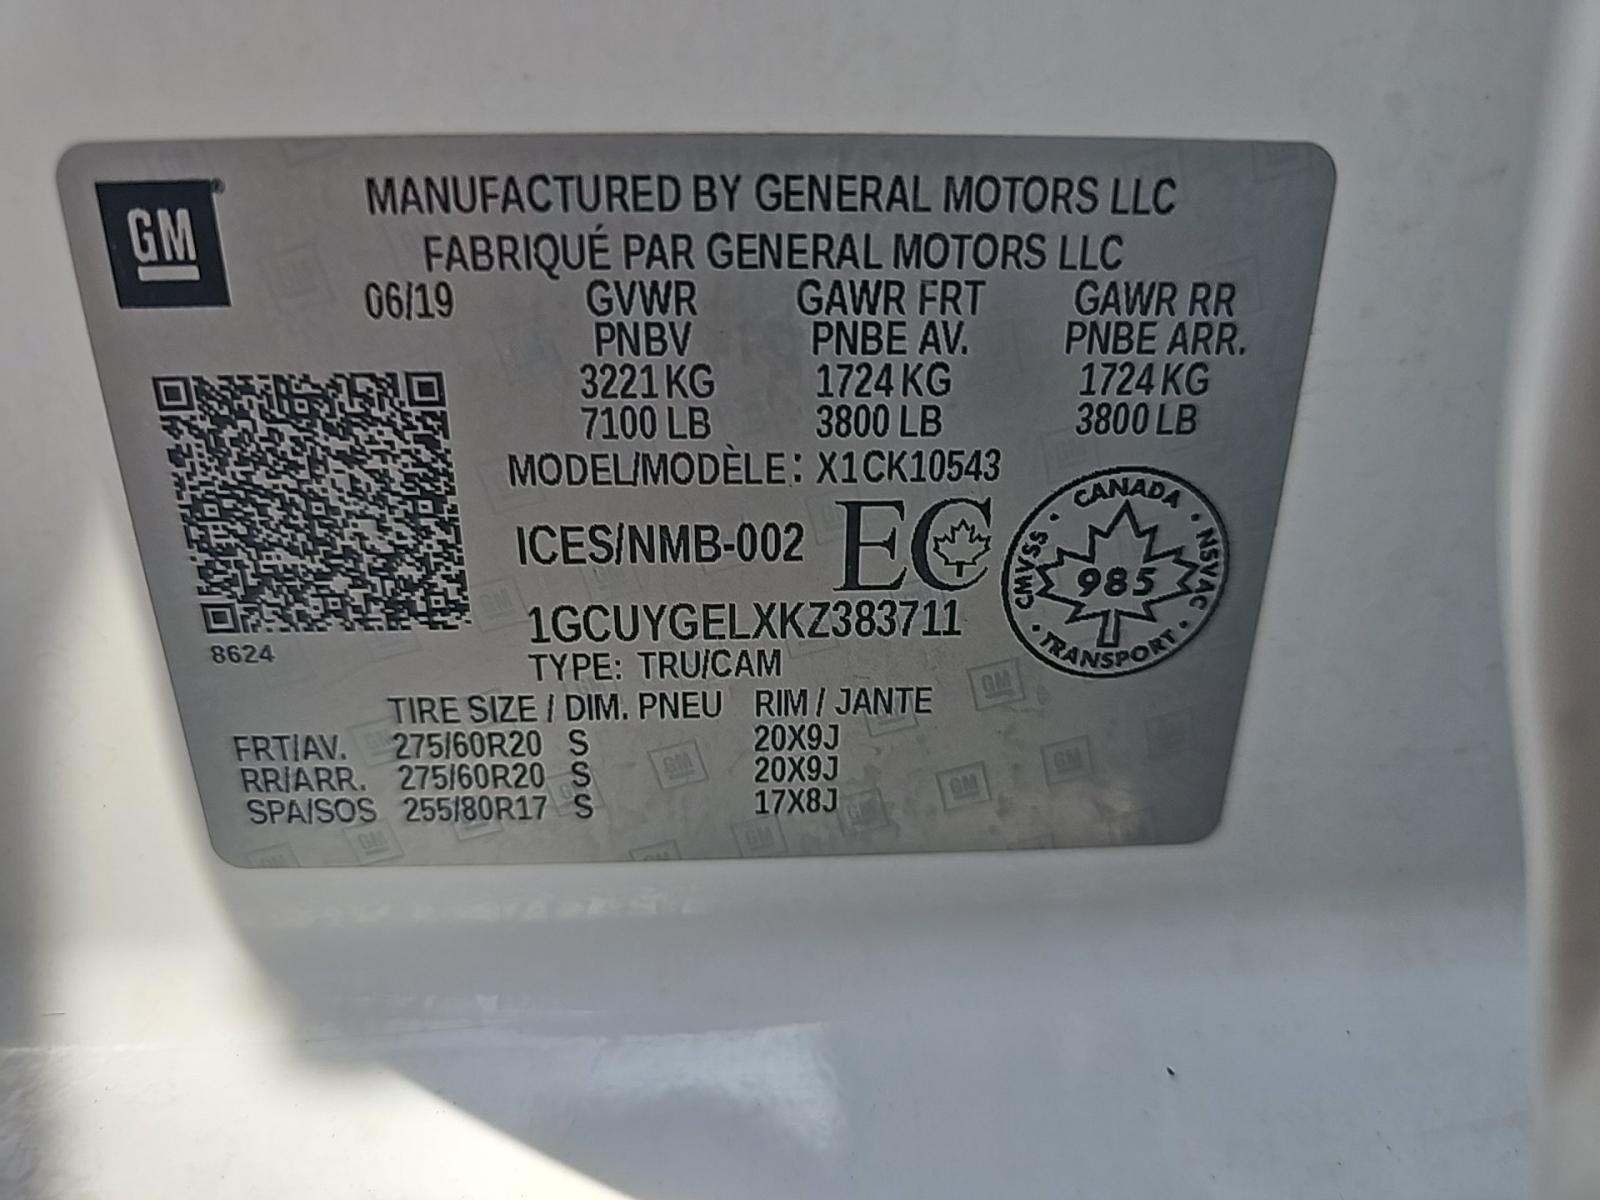 GM
MANUFACTURED BY GENERAL MOTORS LLC
FABRIQUÉ PAR GENERAL MOTORS LLC
06/19 GVWR GAWR FRT GAWR RR
PNBV PNBE AV. PNBE ARR.
3221 KG 1724 KG 1724 KG
7100 LB 3800 LB 3800 LB
MODEL/MODÈLE: X1CK10543
ICES/NMB-002 EC
CANADA
CMVSS 985 NSVAC
TRANSPORT
1GCUYGELXKZ383711
8624
TYPE: TRU/CAM
TIRE SIZE / DIM. PNEU RIM / JANTE
FRT/AV. 275/60R20 S 20X9J
RR/ARR. 275/60R20 S 20X9J
SPA/SOS 255/80R17 S 17X8J